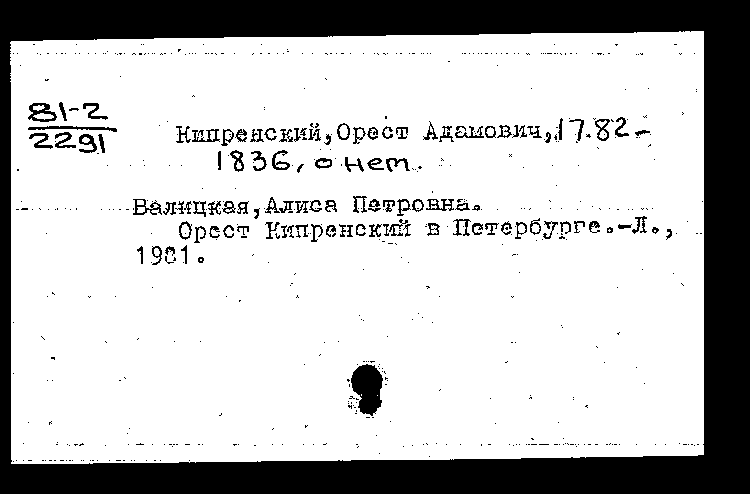 81-2
2291
Кипренский, Орест Адамович, 1782-
1836, о нем.
Валицкая, Алиса Петровна.
Орест Кипренский в Петербурге.-Л.,
1981.